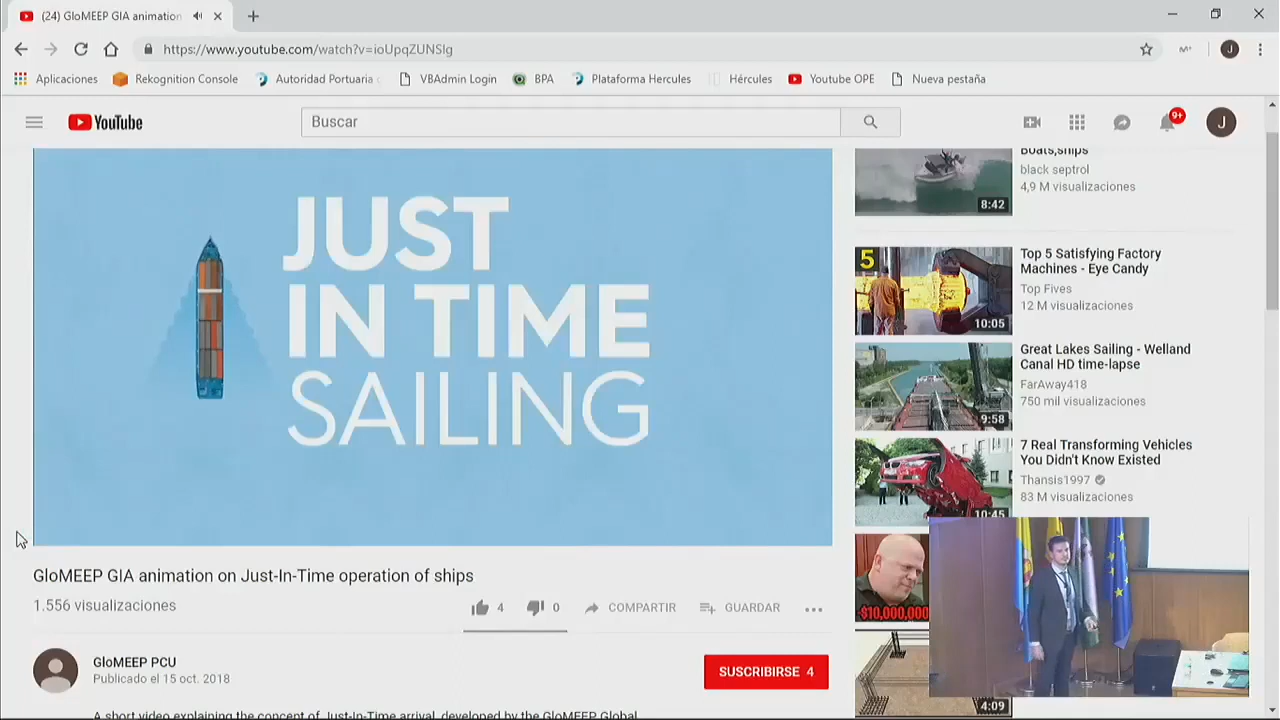 (24) GloMEEP GIA animation
https://www.youtube.com/watch?v=ioUpqZUNSlg
Aplicaciones
Rekognition Console
Autoridad Portuaria
VBAdmin Login
BPA
Plataforma Hercules
Hércules
Youtube OPE
Nueva pestaña
J
YouTube
Buscar
9+
J
JUST
IN TIME
SAILING
Boats,ships
black septrol
4,9 M visualizaciones
8:42
5
Top 5 Satisfying Factory
Machines - Eye Candy
Top Fives
12 M visualizaciones
10:05
Great Lakes Sailing - Welland
Canal HD time-lapse
FarAway418
750 mil visualizaciones
9:58
7 Real Transforming Vehicles
You Didn't Know Existed
Thansis1997
83 M visualizaciones
10:45
-$10,000,000
4:09
GloMEEP GIA animation on Just-In-Time operation of ships
1.556 visualizaciones
4
0
COMPARTIR
GUARDAR
GloMEEP PCU
Publicado el 15 oct. 2018
SUSCRIBIRSE 4
A short video explaining the concept of Just-In-Time arrival, developed by the GloMEEP Global